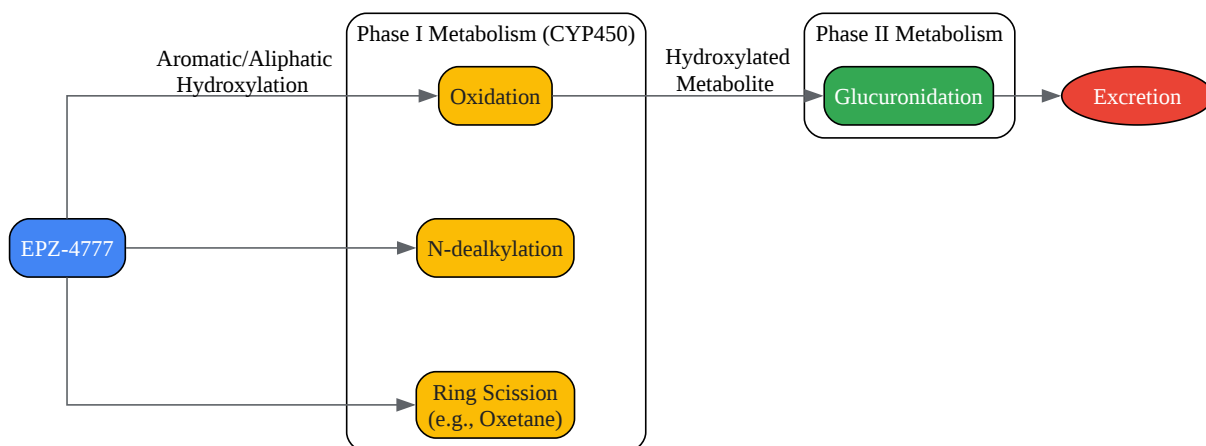 Phase I Metabolism (CYP450)
Phase II Metabolism
Aromatic/Aliphatic
Hydroxylation
Oxidation
Hydroxylated
Metabolite
Glucuronidation
Excretion
EPZ-4777
N-dealkylation
Ring Scission
(e.g., Oxetane)